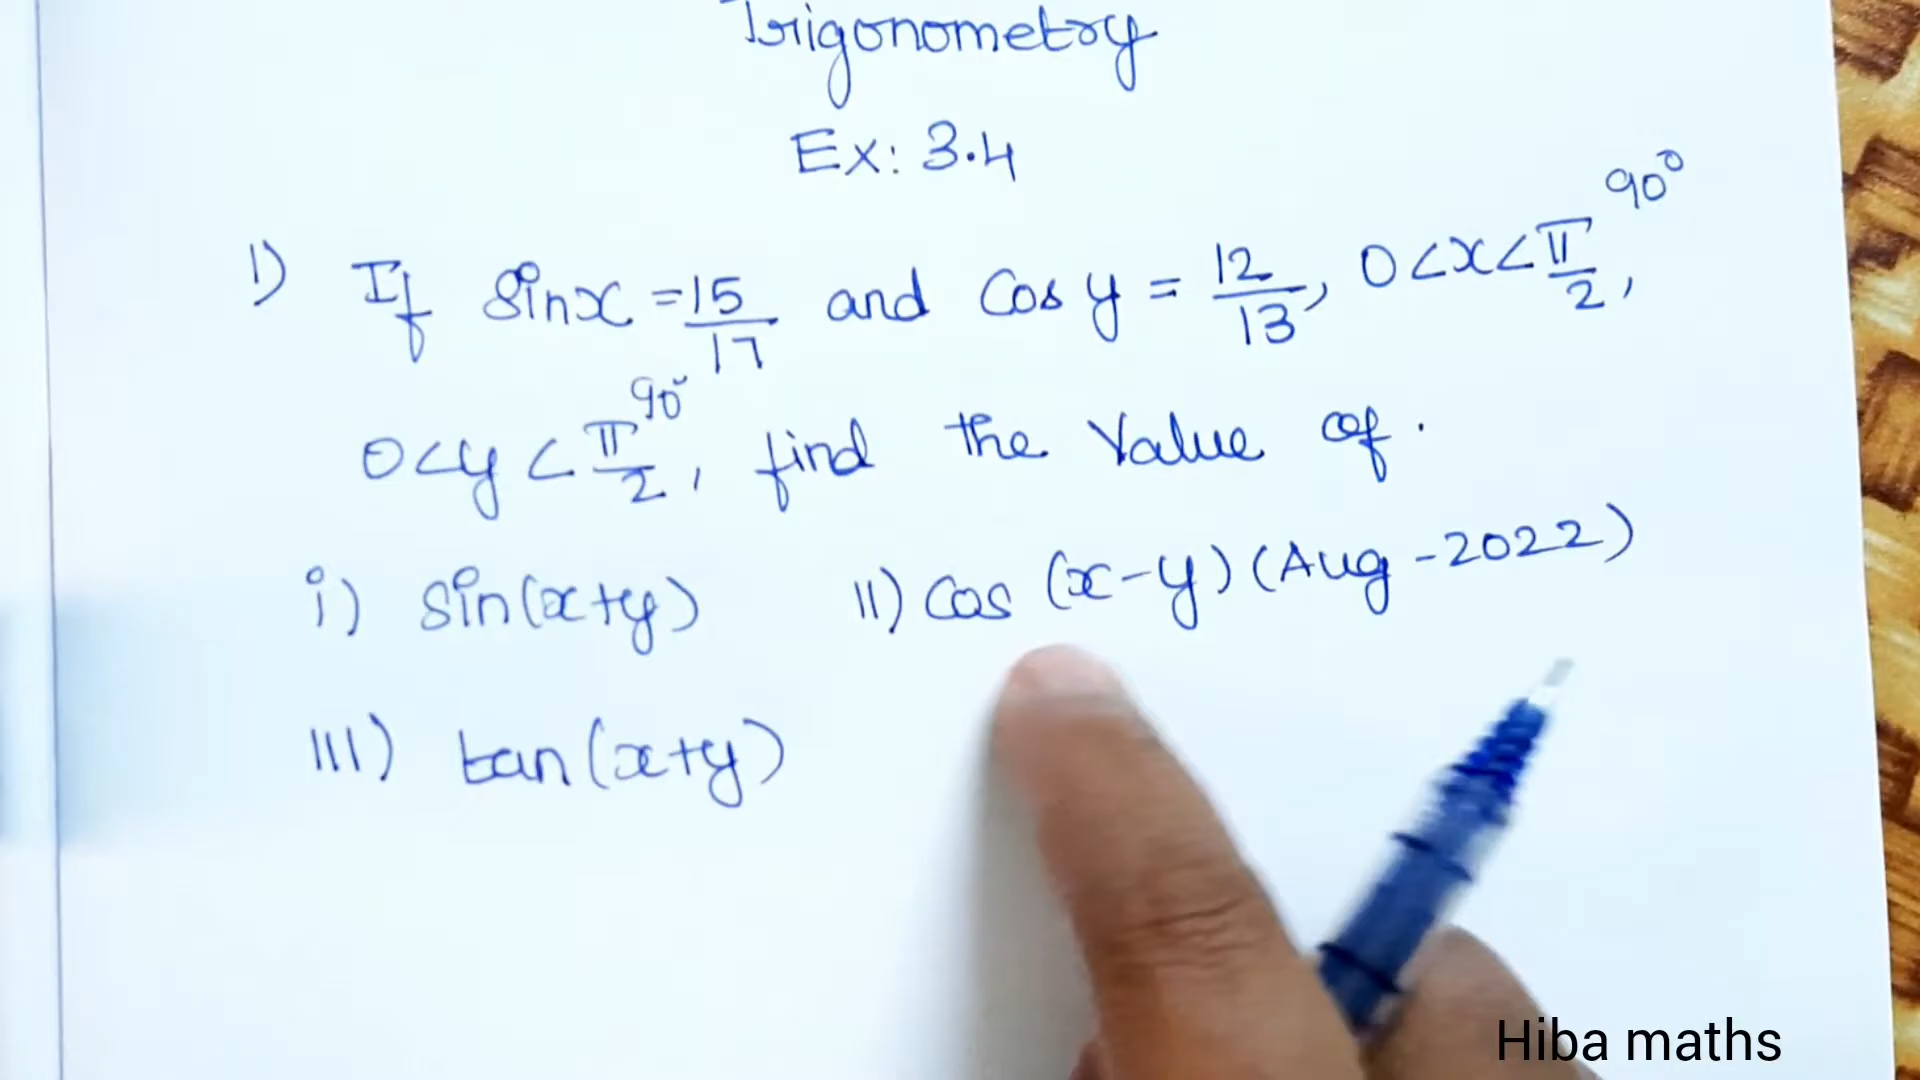 Trigonometry
Ex: 3.4
1) If sinx = 15/17 and Cos y = 12/13, 0<x<π/2, 90°
0<y<π/2, 90° find the Value of.
i) sin(x+y) ii) Cos (x-y) (Aug-2022)
iii) tan(x+y)
Hiba maths